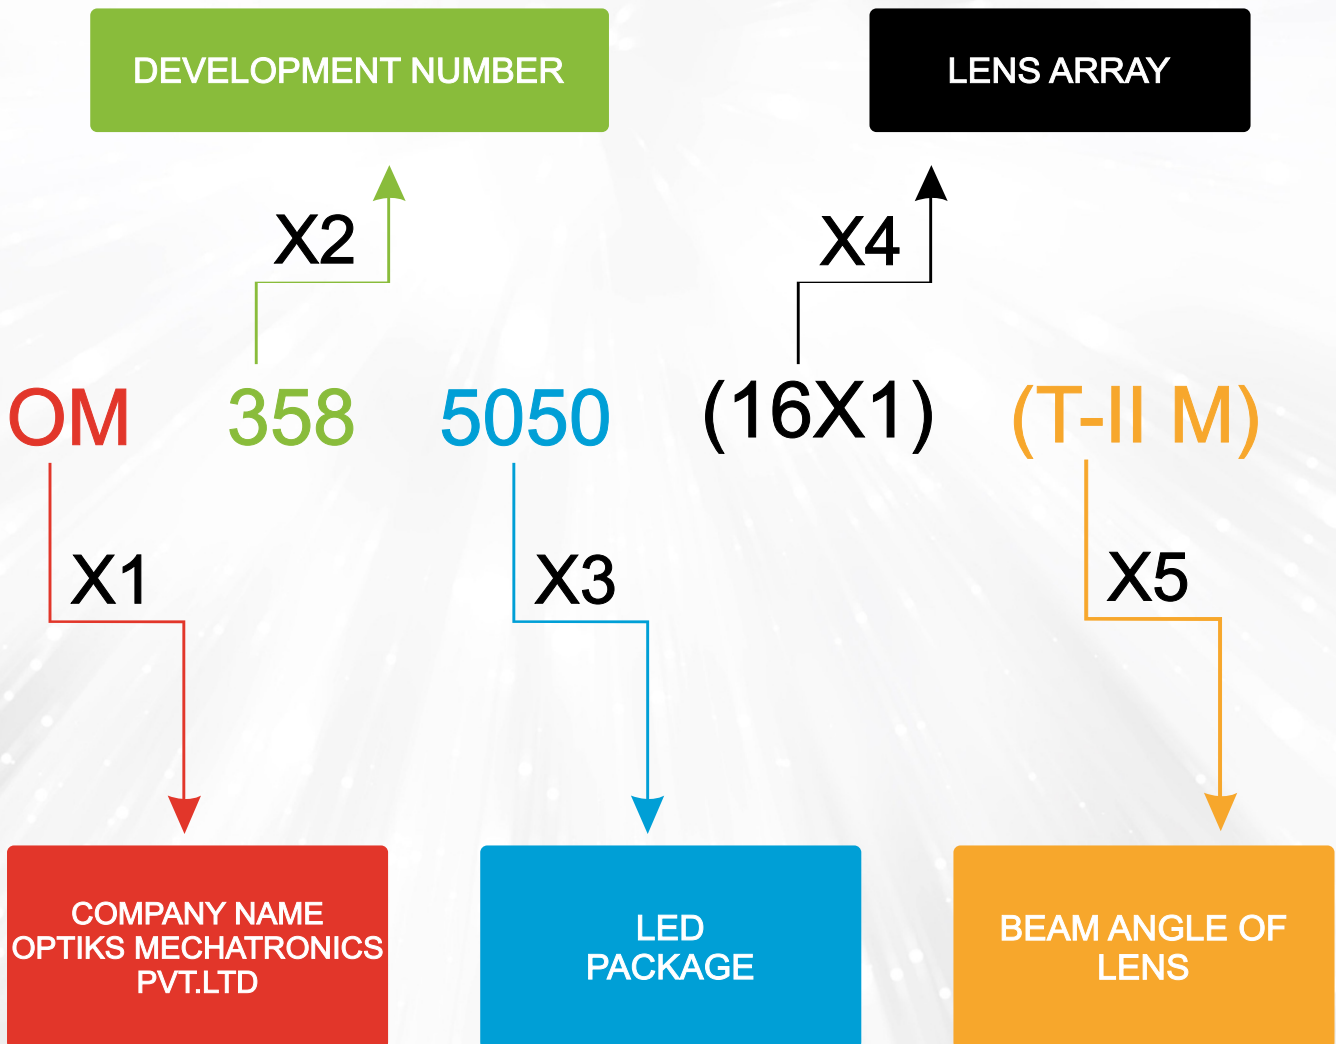 DEVELOPMENT NUMBER
LENS ARRAY
X2
X4
OM 358 5050 (16X1) (T-II M)
X1
X3
X5
COMPANY NAME
OPTIKS MECHATRONICS
PVT.LTD
LED
PACKAGE
BEAM ANGLE OF
LENS